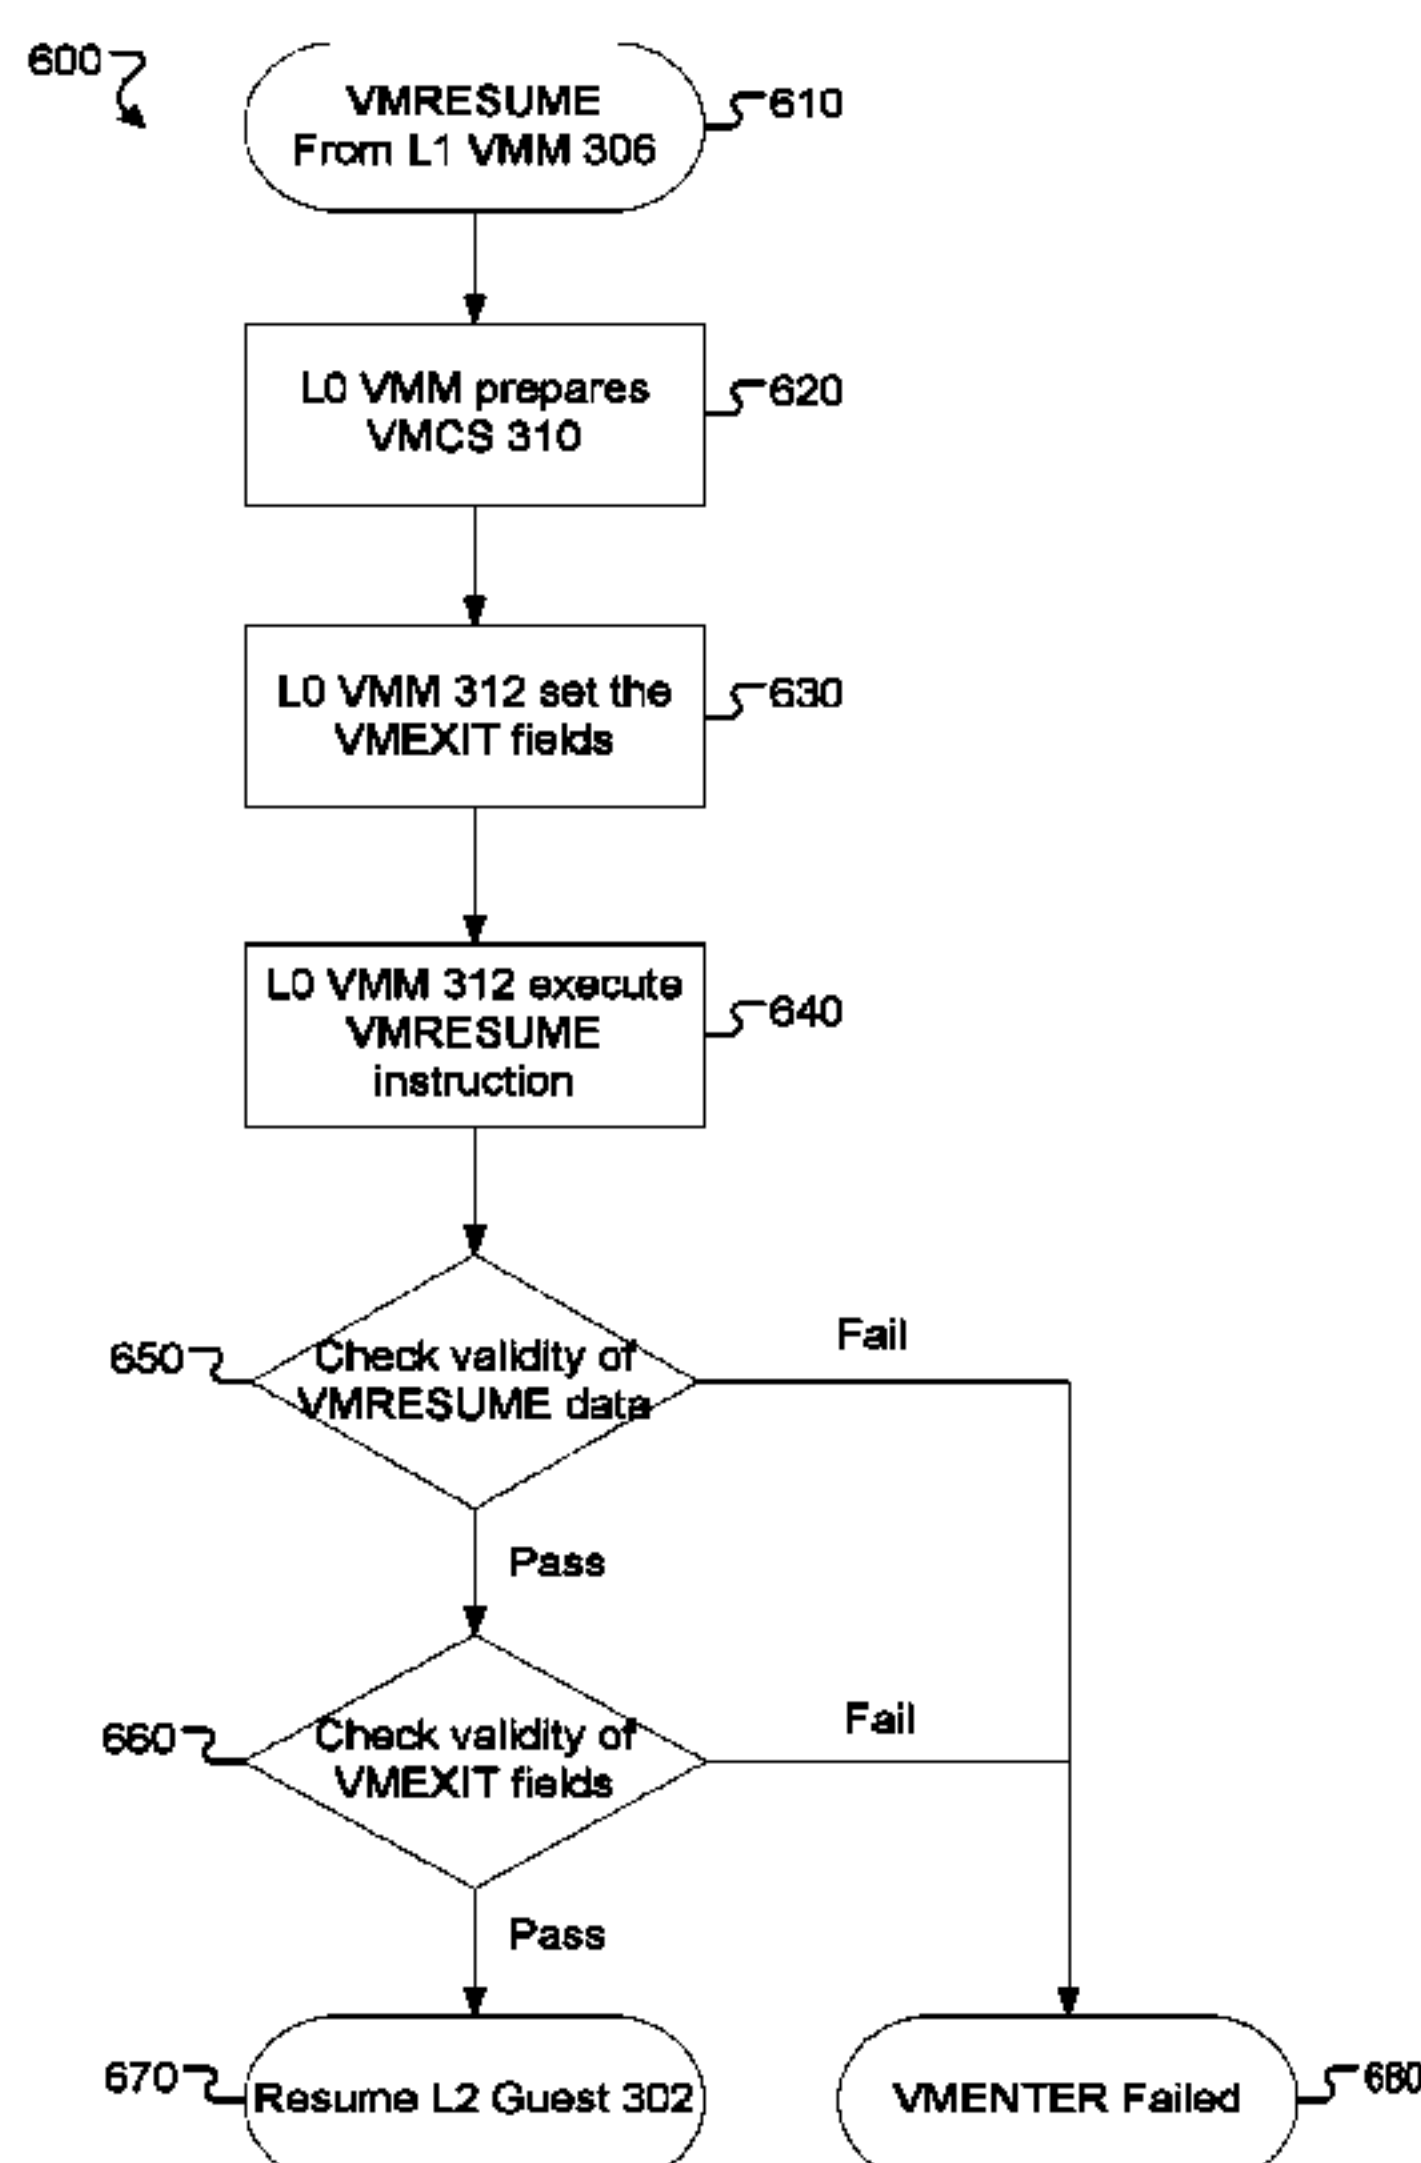 600
VMRESUME
From L1 VMM 306
610
L0 VMM prepares
VMCS 310
620
L0 VMM 312 set the
VMEXIT fields
630
L0 VMM 312 execute
VMRESUME
instruction
640
650
Check validity of
VMRESUME data
Fail
Pass
660
Check validity of
VMEXIT fields
Fail
Pass
670
Resume L2 Guest 302
VMENTER Failed
680